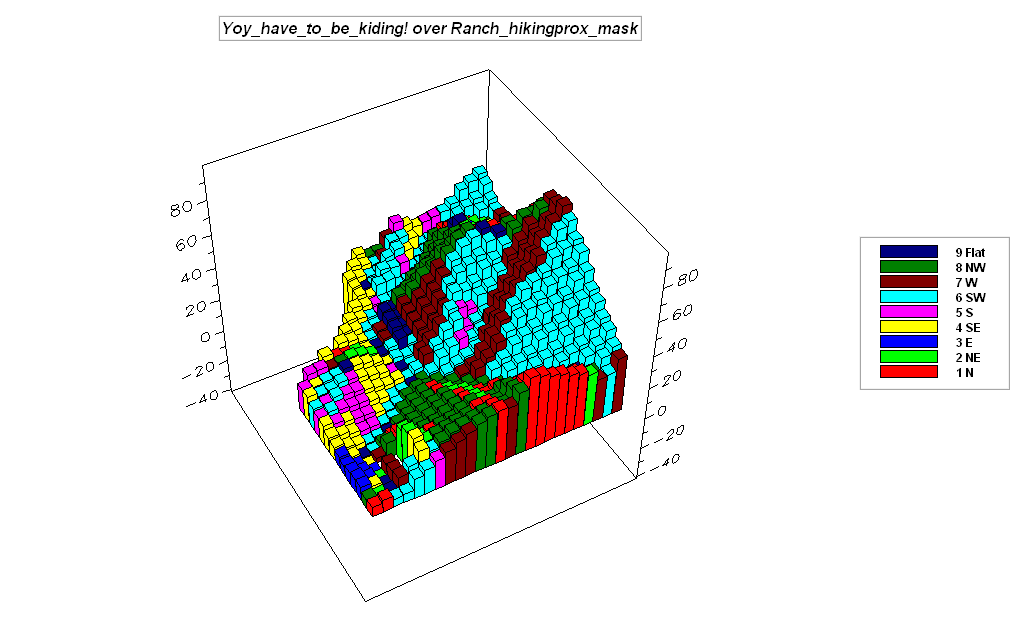 Yoy_have_to_be_kiding! over Ranch_hikingprox_mask
80
60
40
20
0
-20
-40
80
60
40
20
0
-20
-40
9 Flat
8 NW
7 W
6 SW
5 S
4 SE
3 E
2 NE
1 N